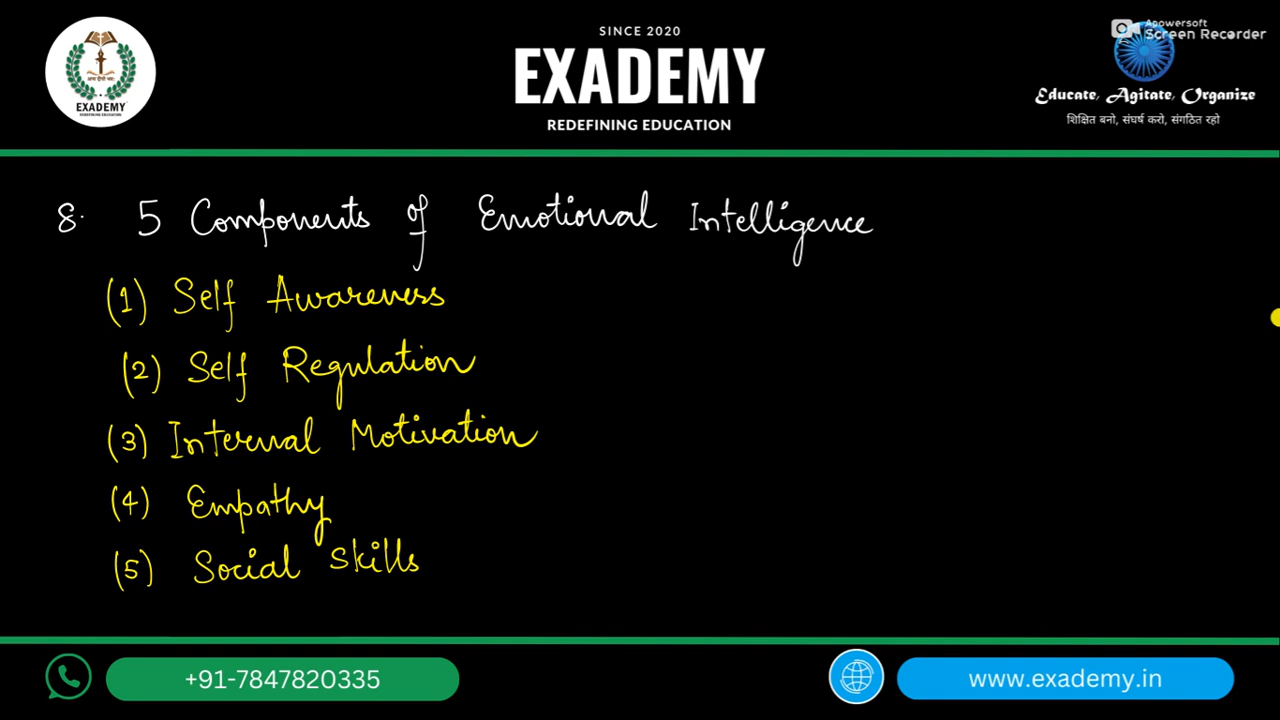 SINCE 2020
EXADEMY
REDEFINING EDUCATION
EXADEMY
REDEFINING EDUCATION
Apowersoft
Screen Recorder
Educate, Agitate, Organize
शिक्षित बनो, संघर्ष करो, संगठित रहो
8. 5 Components of Emotional Intelligence
(1) Self Awareness
(2) Self Regulation
(3) Internal Motivation
(4) Empathy
(5) Social Skills
+91-7847820335
www.exademy.in